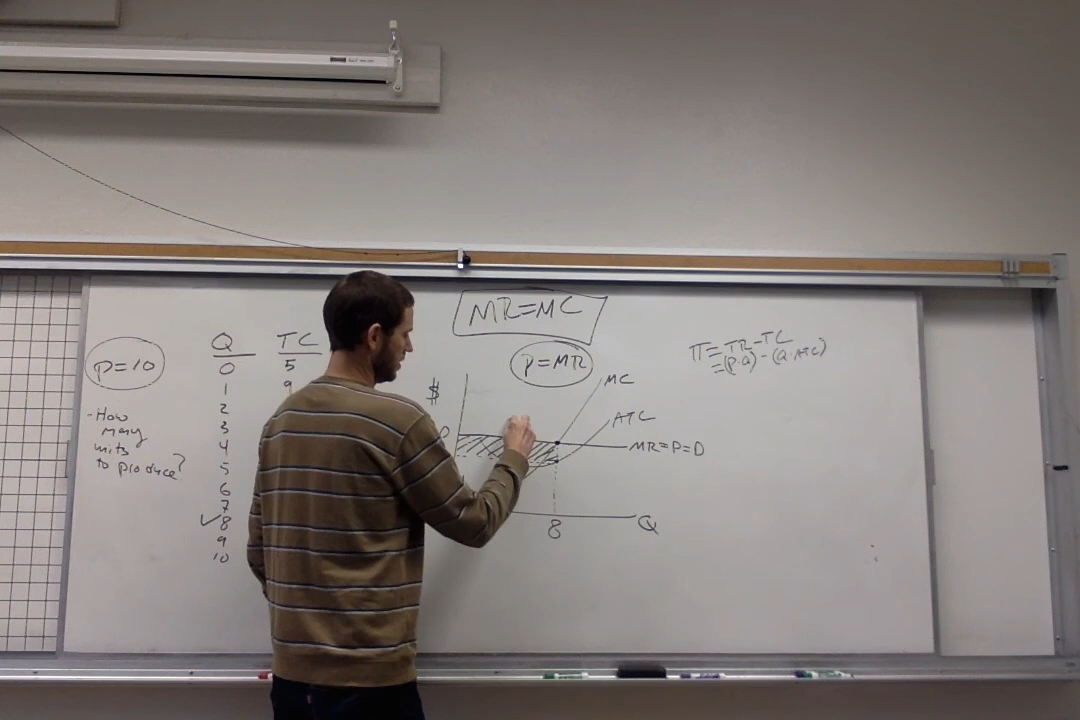 MR=MC
P=MR
P=10
- How
many
units
to produce?
Q TC
0 5
1 9
2
3
4
5
6
7
✓8
9
10
$
MC
ATC
MR=P=D
8 Q
π = TR-TC
= (P·Q) - (Q·ATC)